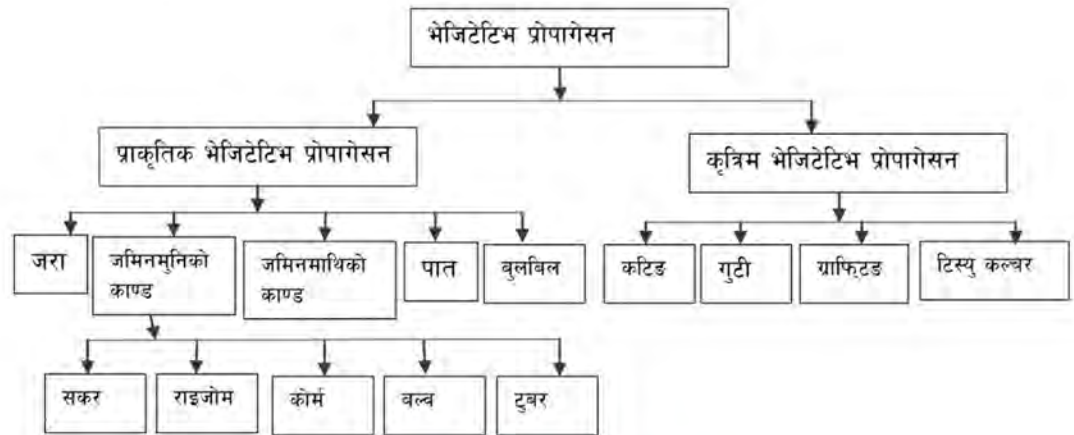 भेजिटेटिभ प्रोपागेसन
प्राकृतिक भेजिटेटिभ प्रोपागेसन
कृत्रिम भेजिटेटिभ प्रोपागेसन
जरा
जमिनमुनिको
काण्ड
जमिनमाथिको
काण्ड
पात
बुलबिल
कटिङ
गुटी
ग्राफ्टिङ
टिस्यु कल्चर
सकर
राइजोम
कोर्म
बल्ब
टुबर